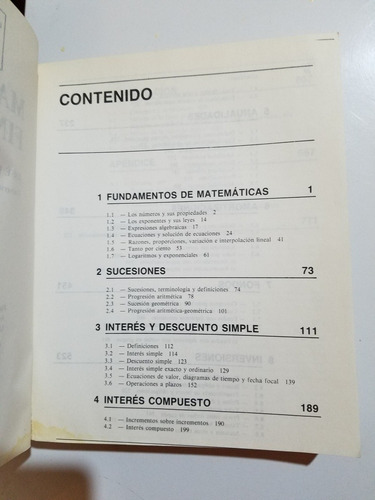 CONTENIDO
1 FUNDAMENTOS DE MATEMÁTICAS 1
1.1 — Los números y sus propiedades 2
1.2 — Los exponentes y sus leyes 14
1.3 — Expresiones algebraicas 17
1.4 — Ecuaciones y solución de ecuaciones 24
1.5 — Razones, proporciones, variación e interpolación lineal 41
1.6 — Tanto por ciento 53
1.7 — Logaritmos y exponenciales 61
2 SUCESIONES 73
2.1 — Sucesiones, terminología y definiciones 74
2.2 — Progresión aritmética 78
2.3 — Sucesión geométrica 90
2.4 — Progresión aritmética-geométrica 101
3 INTERÉS Y DESCUENTO SIMPLE 111
3.1 — Definiciones 112
3.2 — Interés simple 114
3.3 — Descuento simple 123
3.4 — Interés simple exacto y ordinario 129
3.5 — Ecuaciones de valor, diagramas de tiempo y fecha focal 139
3.6 — Operaciones a plazos 152
4 INTERÉS COMPUESTO 189
4.1 — Incrementos sobre incrementos 190
4.2 — Interés compuesto 199